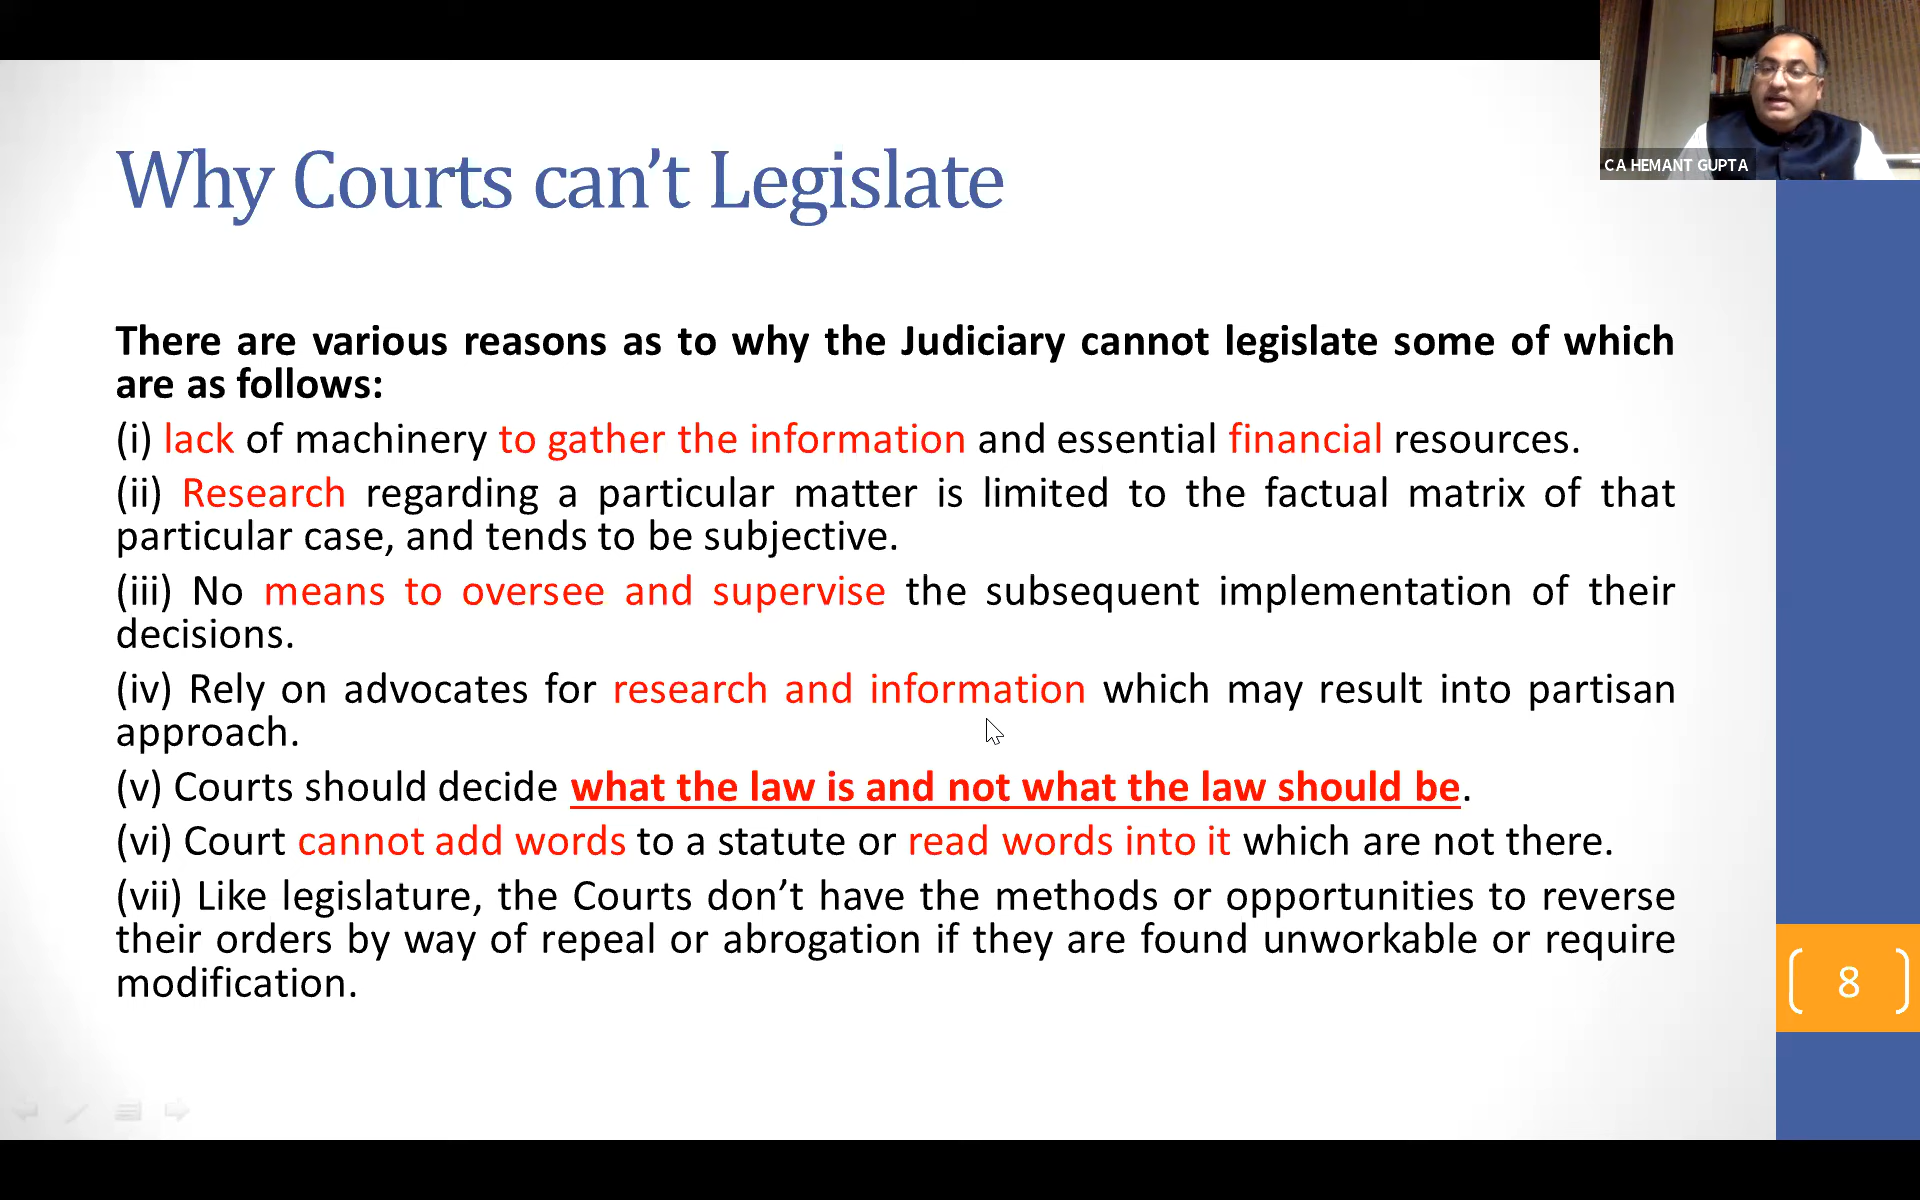 CA HEMANT GUPTA
Why Courts can’t Legislate
There are various reasons as to why the Judiciary cannot legislate some of which
are as follows:
(i) lack of machinery to gather the information and essential financial resources.
(ii) Research regarding a particular matter is limited to the factual matrix of that
particular case, and tends to be subjective.
(iii) No means to oversee and supervise the subsequent implementation of their
decisions.
(iv) Rely on advocates for research and information which may result into partisan
approach.
(v) Courts should decide what the law is and not what the law should be.
(vi) Court cannot add words to a statute or read words into it which are not there.
(vii) Like legislature, the Courts don’t have the methods or opportunities to reverse
their orders by way of repeal or abrogation if they are found unworkable or require
modification.
8